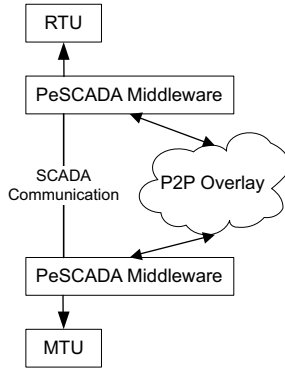 RTU
PeSCADA Middleware
SCADA
Communication
P2P Overlay
PeSCADA Middleware
MTU